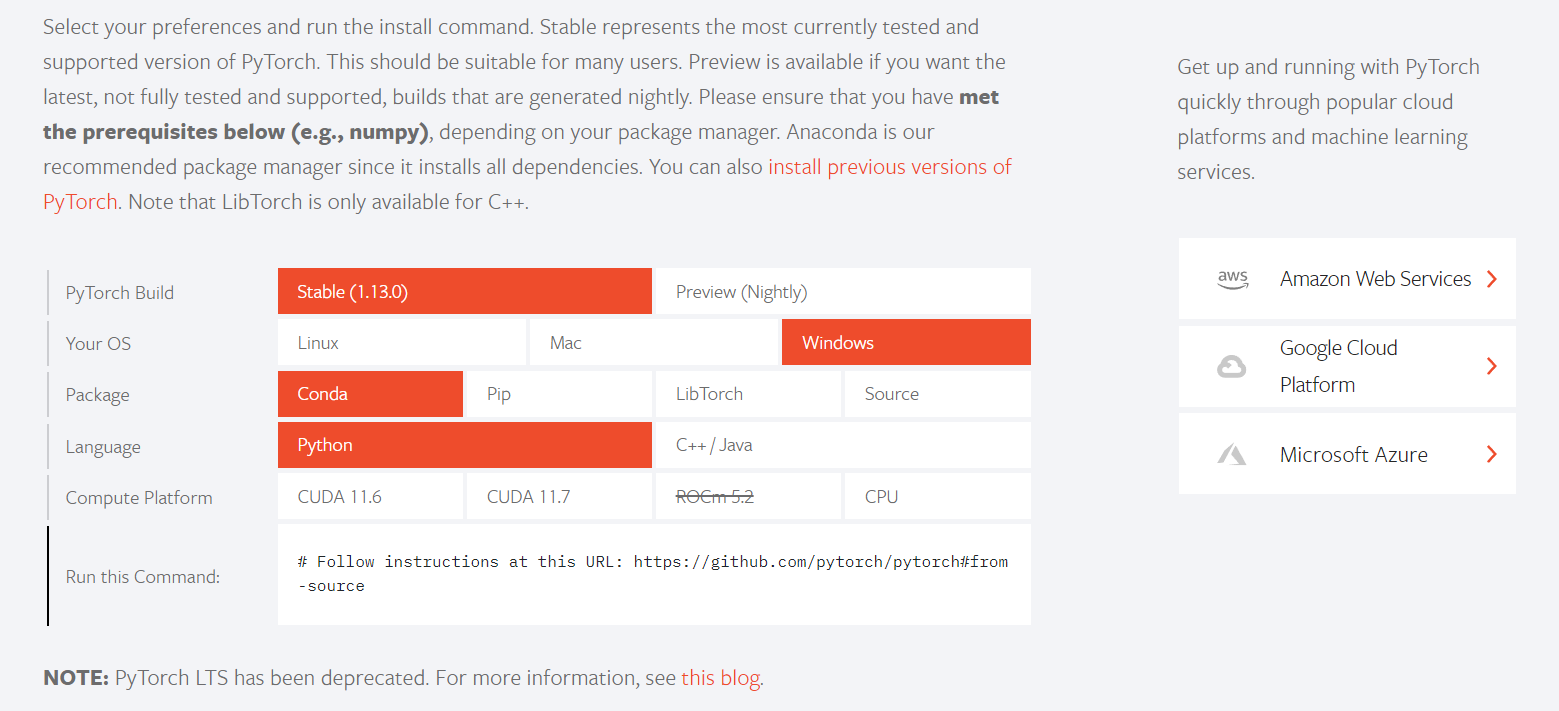 Select your preferences and run the install command. Stable represents the most currently tested and
supported version of PyTorch. This should be suitable for many users. Preview is available if you want the
latest, not fully tested and supported, builds that are generated nightly. Please ensure that you have met
the prerequisites below (e.g., numpy), depending on your package manager. Anaconda is our
recommended package manager since it installs all dependencies. You can also install previous versions of
PyTorch. Note that LibTorch is only available for C++.
PyTorch Build
Stable (1.13.0)
Preview (Nightly)
Your OS
Linux
Mac
Windows
Package
Conda
Pip
LibTorch
Source
Language
Python
C++ / Java
Compute Platform
CUDA 11.6
CUDA 11.7
ROCm 5.2
CPU
Run this Command:
# Follow instructions at this URL: https://github.com/pytorch/pytorch#from
-source
NOTE: PyTorch LTS has been deprecated. For more information, see this blog.
Get up and running with PyTorch
quickly through popular cloud
platforms and machine learning
services.
aws
Amazon Web Services
Google Cloud
Platform
Microsoft Azure